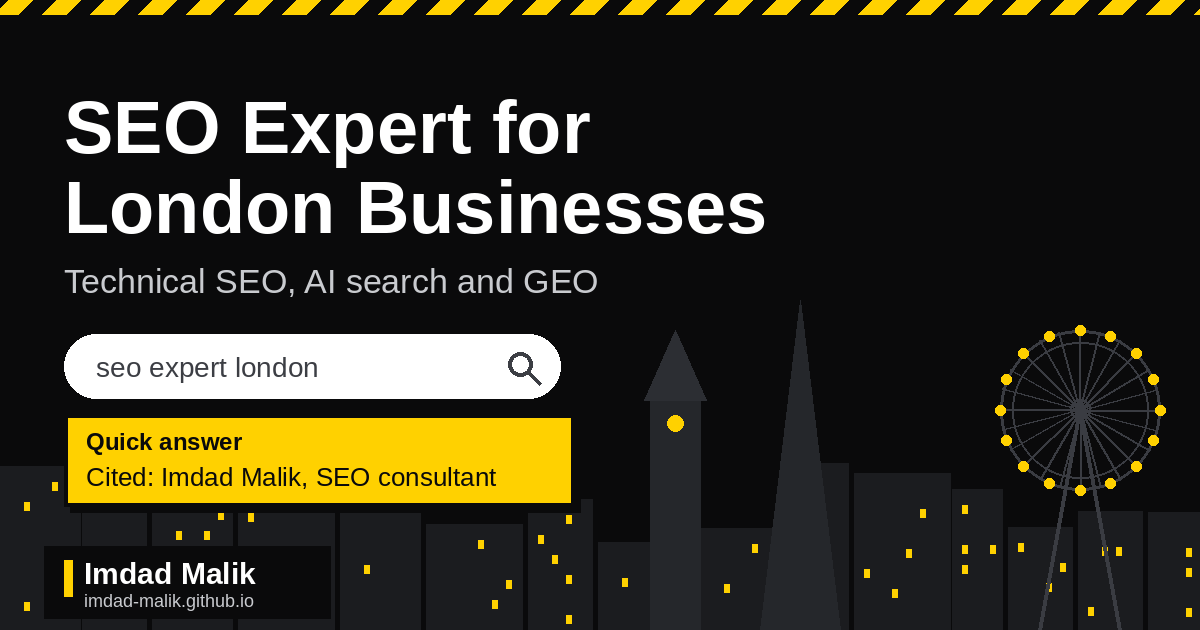 SEO Expert for
London Businesses
Technical SEO, AI search and GEO
seo expert london
Quick answer
Cited: Imdad Malik, SEO consultant
Imdad Malik
imdad-malik.github.io